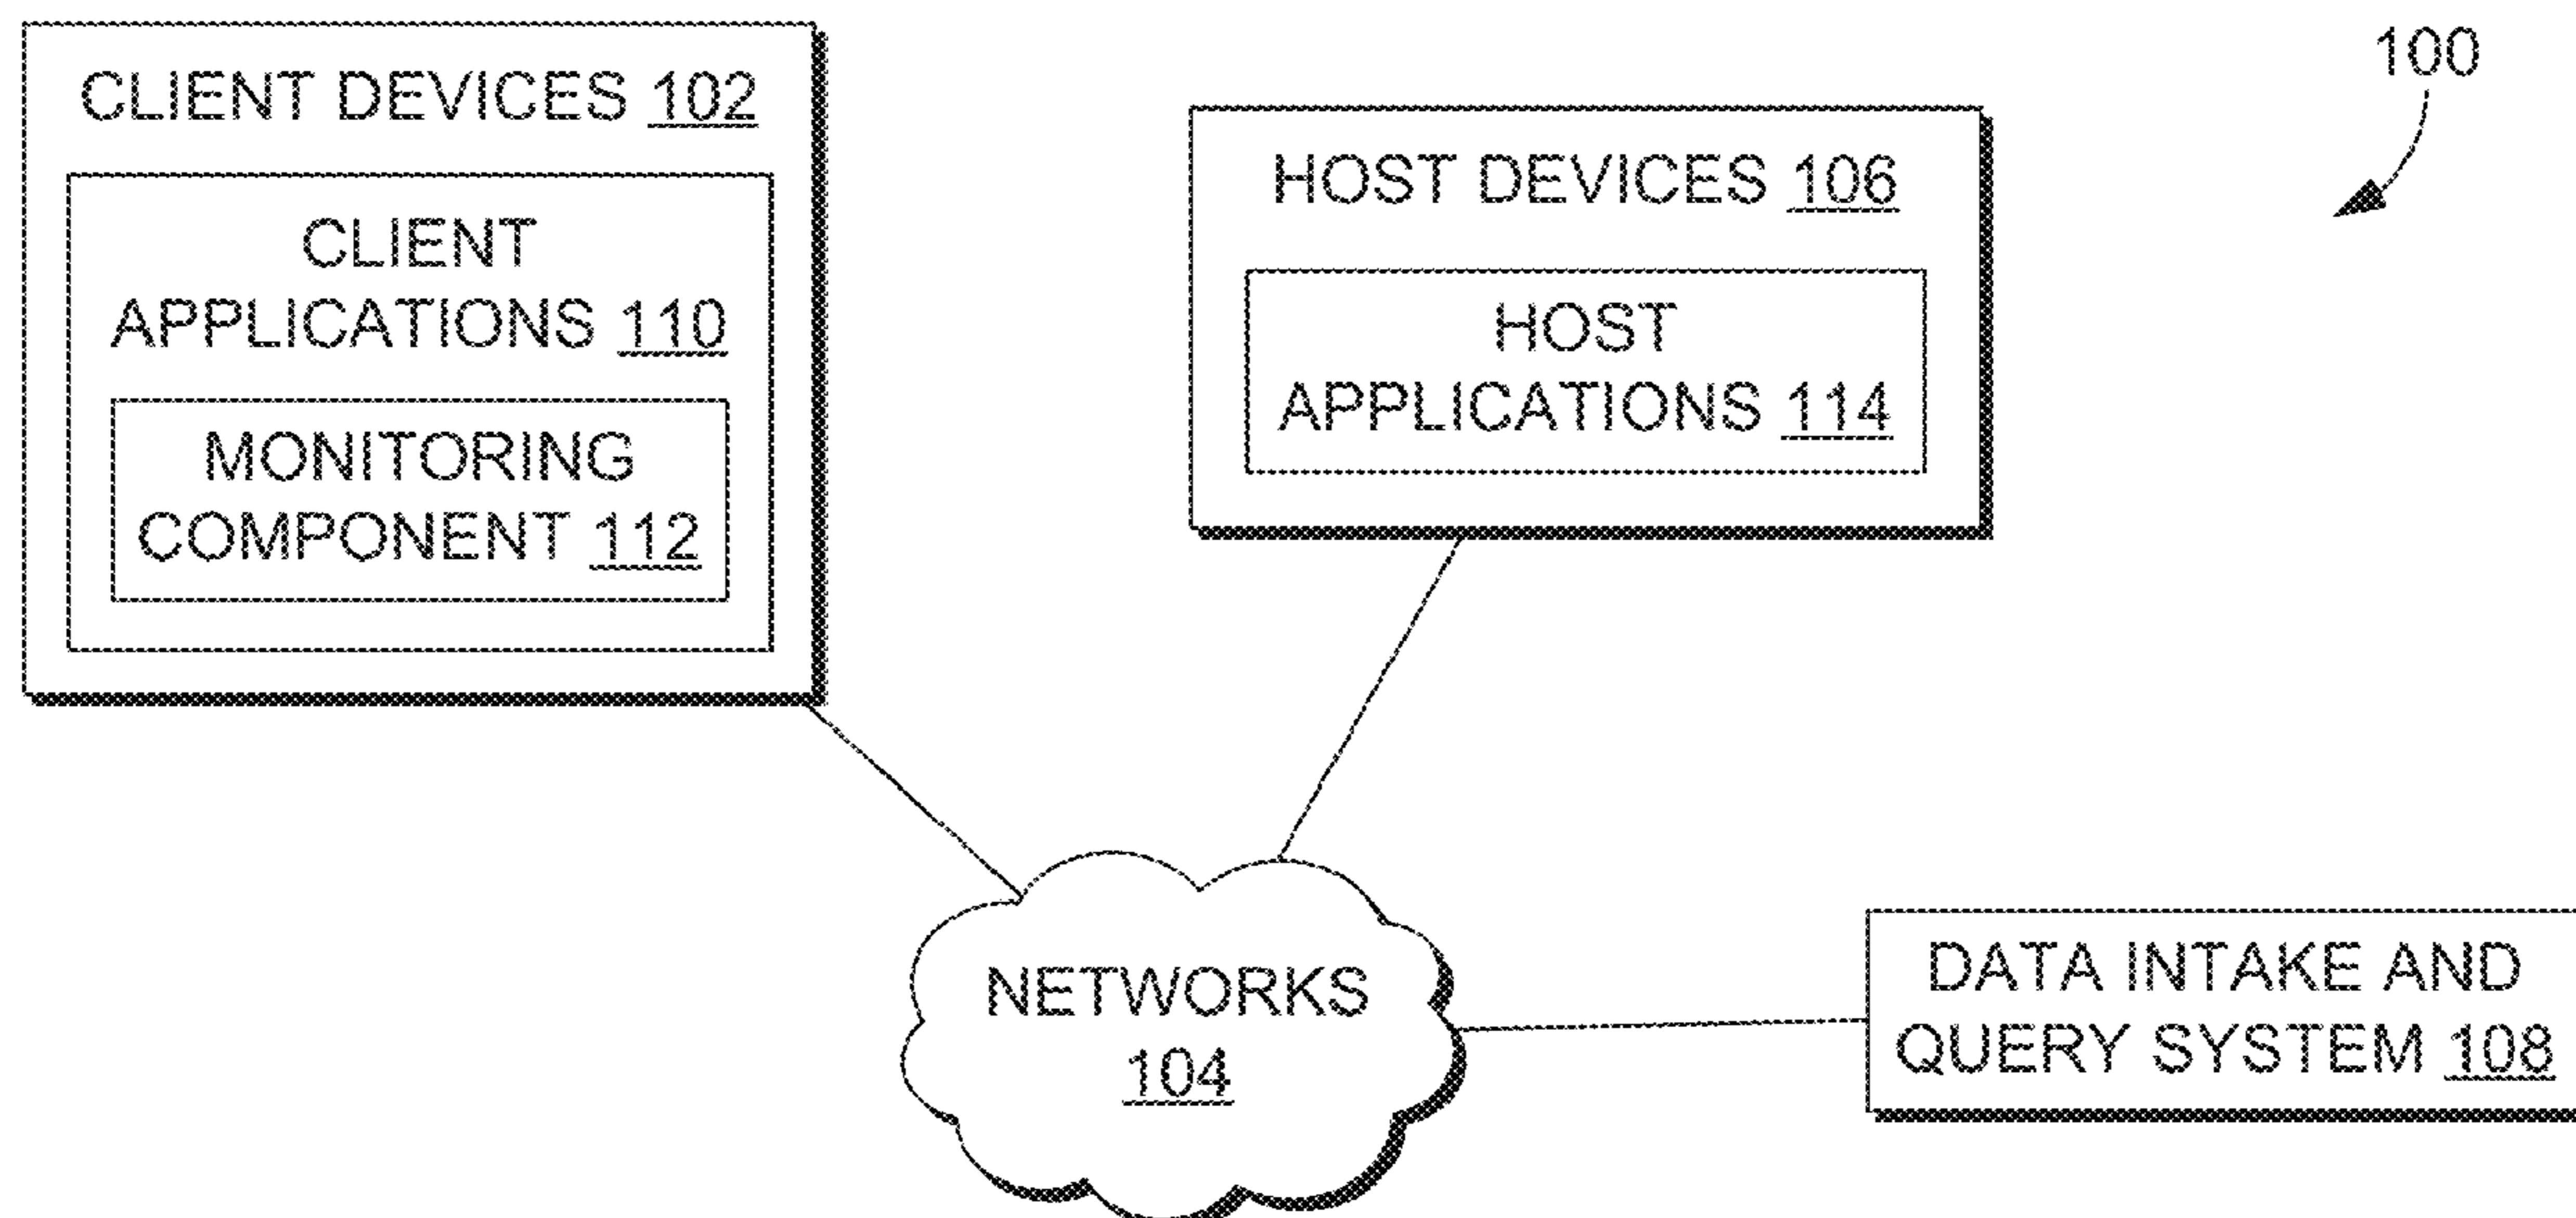 100
CLIENT DEVICES 102
CLIENT
APPLICATIONS 110
MONITORING
COMPONENT 112
HOST DEVICES 106
HOST
APPLICATIONS 114
NETWORKS
104
DATA INTAKE AND
QUERY SYSTEM 108